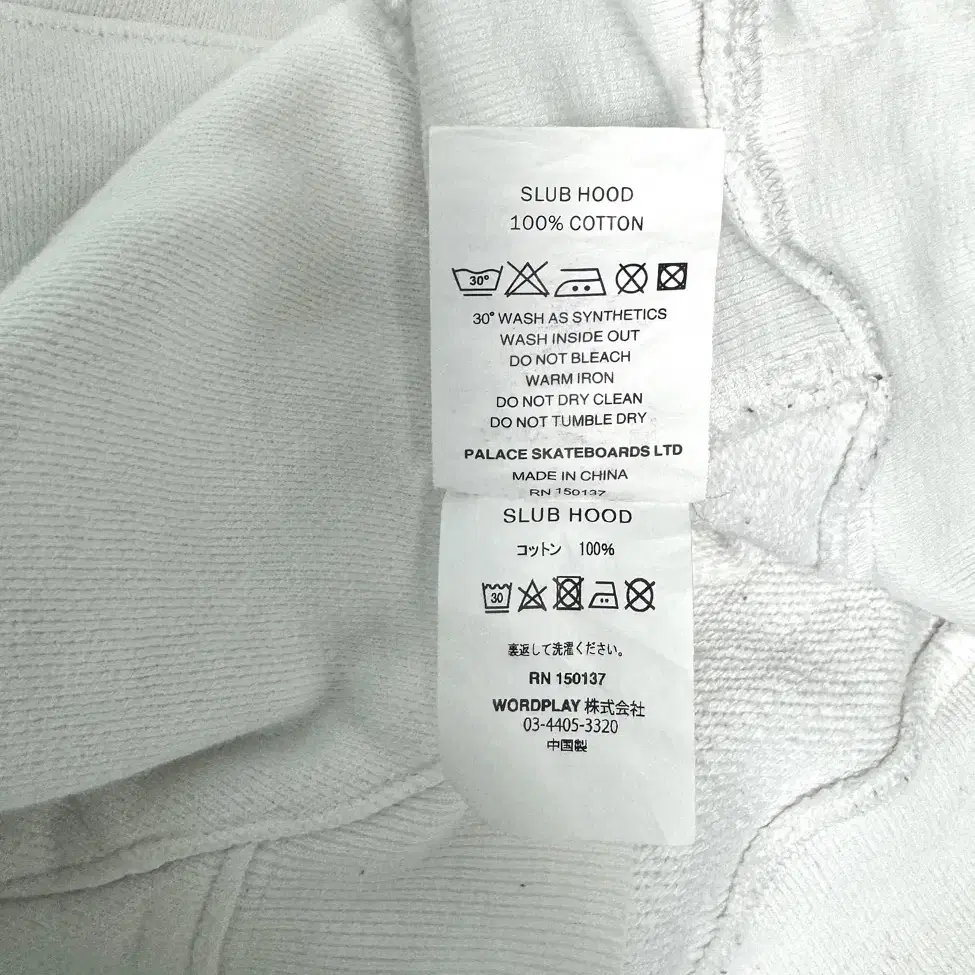 SLUB HOOD
100% COTTON
30°
30° WASH AS SYNTHETICS
WASH INSIDE OUT
DO NOT BLEACH
WARM IRON
DO NOT DRY CLEAN
DO NOT TUMBLE DRY
PALACE SKATEBOARDS LTD
MADE IN CHINA
RN 150137
SLUB HOOD
コットン 100%
30
裏返して洗濯ください。
RN 150137
WORDPLAY 株式会社
03-4405-3320
中国製